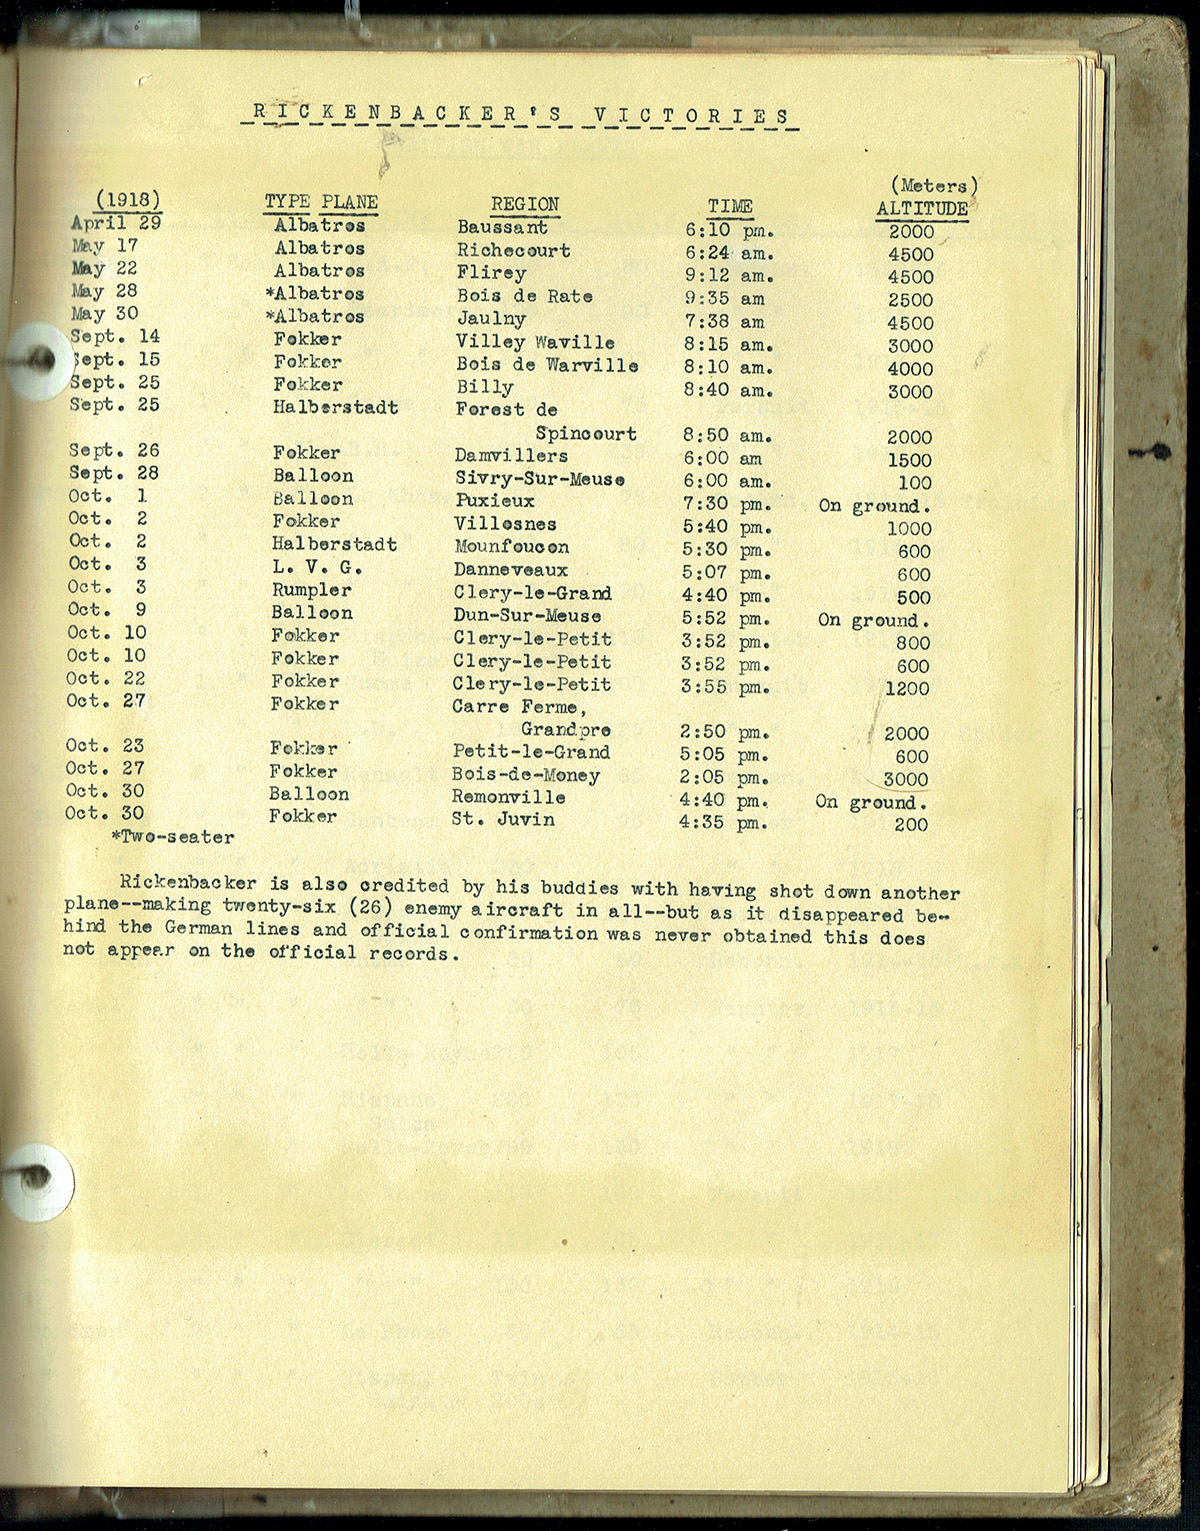 RICKENBACKER'S VICTORIES
(Meters)
(1918) TYPE PLANE REGION TIME ALTITUDE
April 29 Albatros Baussant 6:10 pm. 2000
May 17 Albatros Richecourt 6:24 am. 4500
May 22 Albatros Flirey 9:12 am. 4500
May 28 *Albatros Bois de Rate 9:35 am 2500
May 30 *Albatros Jaulny 7:38 am 4500
Sept. 14 Fokker Villey Waville 8:15 am. 3000
Sept. 15 Fokker Bois de Warville 8:10 am. 4000
Sept. 25 Fokker Billy 8:40 am. 3000
Sept. 25 Halberstadt Forest de
Spincourt 8:50 am. 2000
Sept. 26 Fokker Damvillers 6:00 am 1500
Sept. 28 Balloon Sivry-Sur-Meuse 6:00 am. 100
Oct. 1 Balloon Puxieux 7:30 pm. On ground.
Oct. 2 Fokker Villosnes 5:40 pm. 1000
Oct. 2 Halberstadt Mounfoucon 5:30 pm. 600
Oct. 3 L. V. G. Danneveaux 5:07 pm. 600
Oct. 3 Rumpler Clery-le-Grand 4:40 pm. 500
Oct. 9 Balloon Dun-Sur-Meuse 5:52 pm. On ground.
Oct. 10 Fokker Clery-le-Petit 3:52 pm. 800
Oct. 10 Fokker Clery-le-Petit 3:52 pm. 600
Oct. 22 Fokker Clery-le-Petit 3:55 pm. 1200
Oct. 27 Fokker Carre Ferme,
Grandpre 2:50 pm. 2000
Oct. 23 Fokker Petit-le-Grand 5:05 pm. 600
Oct. 27 Fokker Bois-de-Money 2:05 pm. 3000
Oct. 30 Balloon Remonville 4:40 pm. On ground.
Oct. 30 Fokker St. Juvin 4:35 pm. 200
*Two-seater
Rickenbacker is also credited by his buddies with having shot down another
plane--making twenty-six (26) enemy aircraft in all--but as it disappeared be-
hind the German lines and official confirmation was never obtained this does
not appear on the official records.